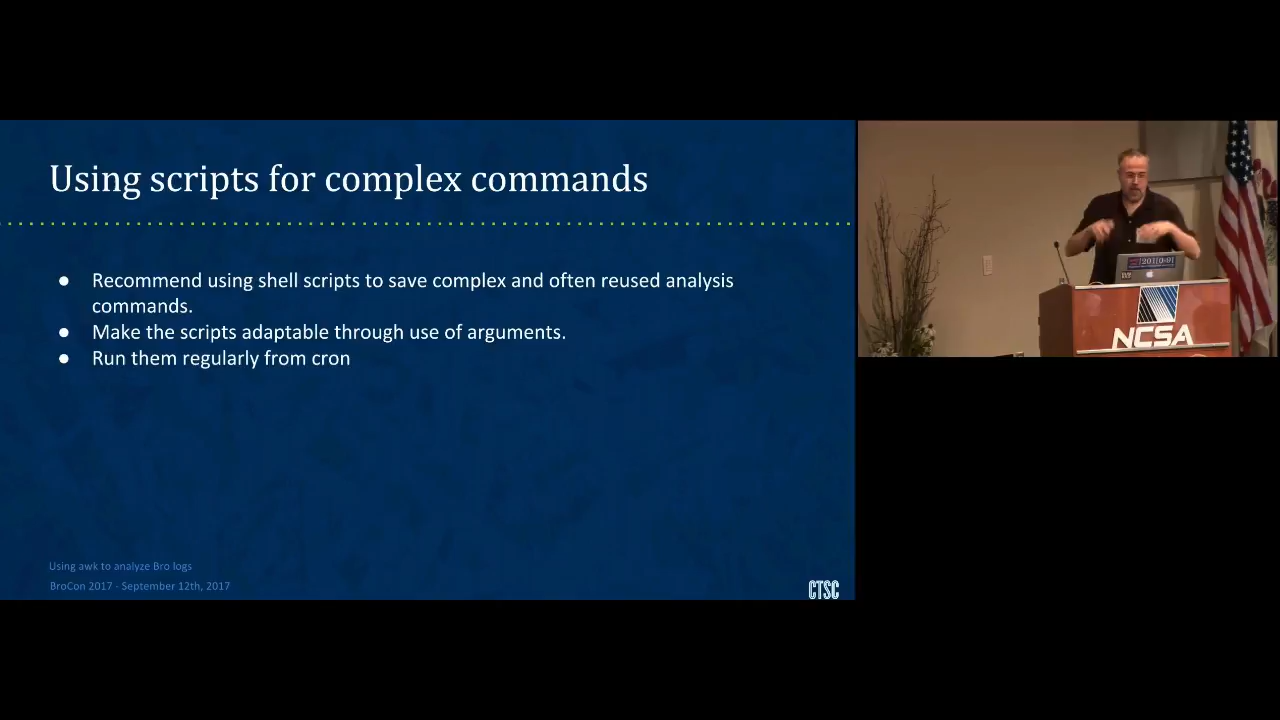 Using scripts for complex commands
● Recommend using shell scripts to save complex and often reused analysis
commands.
● Make the scripts adaptable through use of arguments.
● Run them regularly from cron
Using awk to analyze Bro logs
BroCon 2017 - September 12th, 2017
CTSC
NCSA